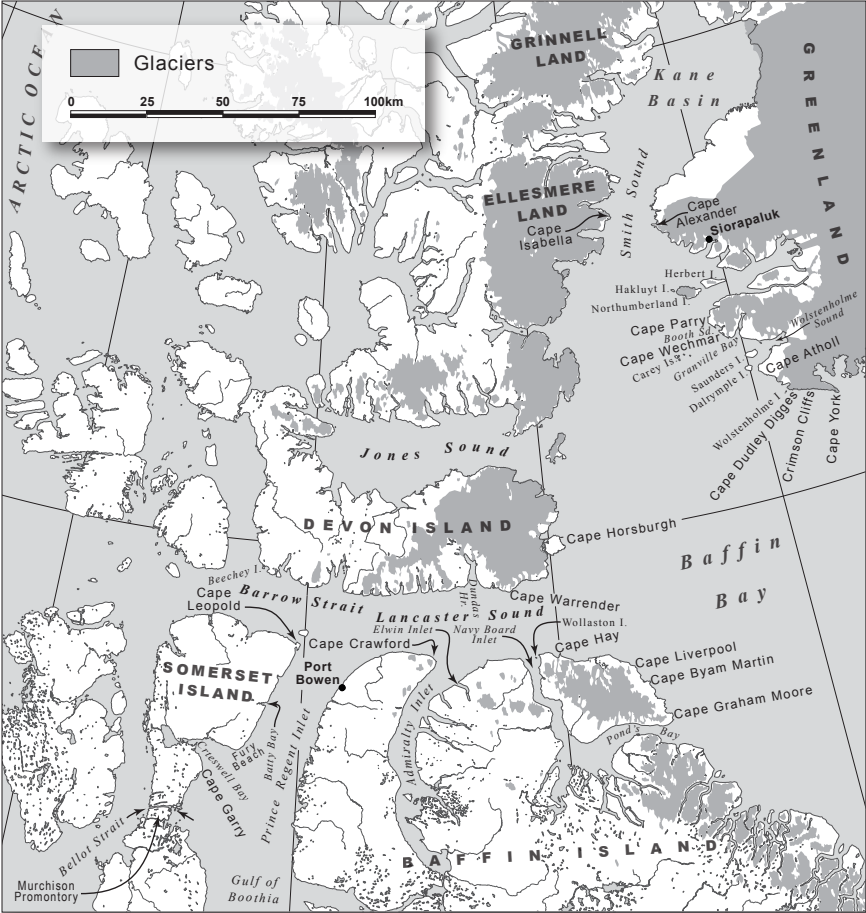 ARCTIC OCEAN
Glaciers
0 25 50 75 100km
GRINNELL
LAND
Kane
Basin
GREENLAND
ELLESMERE
LAND
Cape
Isabella
Smith Sound
Cape
Alexander
Siorapaluk
Herbert I.
Hakluyt I.
Northumberland I.
Cape Parry
Booth Sd.
Wolstenholme
Sound
Cape Wechmar
Carey Is.
Granville Bay
Cape Atholl
Saunders I.
Dalrymple I.
Wolstenholme I.
Cape Dudley Digges
Crimson Cliffs
Cape York
Jones Sound
DEVON ISLAND
Cape Horsburgh
Baffin
Bay
Beechey I.
Barrow Strait
Cape
Leopold
Dundas
Hr.
Cape Warrender
Lancaster Sound
Elwin Inlet
Navy Board
Inlet
Wollaston I.
Cape Crawford
Cape Hay
Port
Bowen
Cape Liverpool
Cape Byam Martin
SOMERSET
ISLAND
Cape Graham Moore
Admiralty Inlet
Pond's Bay
Prince Regent Inlet
Batty Bay
Fury
Beach
Creswell Bay
Cape Garry
Bellot Strait
BAFFIN ISLAND
Murchison
Promontory
Gulf of
Boothia